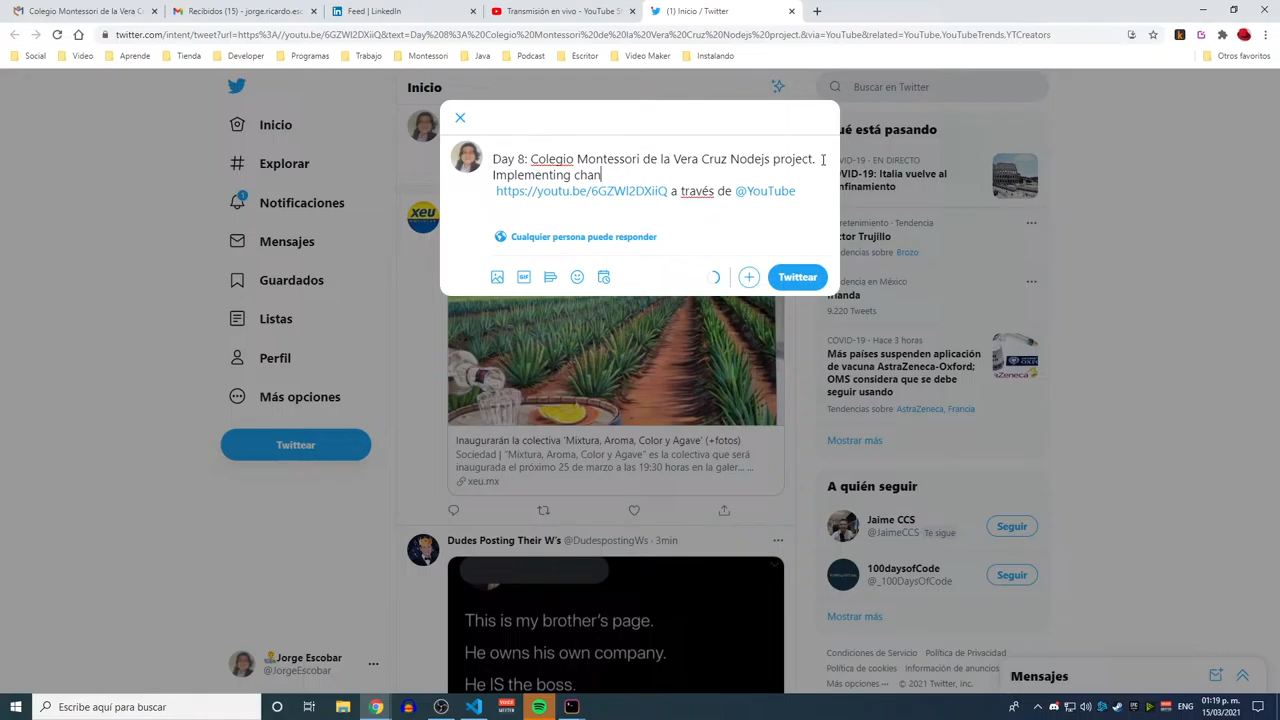 Colegio Montessori de la Vera C
Recibidos (15) - jorge.ricardo.es
Feed | LinkedIn
Transmisión en vivo - YouTube S
(1) Inicio / Twitter
twitter.com/intent/tweet?url=https%3A//youtu.be/6GZWl2DXiiQ&text=Day%208%3A%20Colegio%20Montessori%20de%20la%20Vera%20Cruz%20Nodejs%20project.&via=YouTube&related=YouTube,YouTubeTrends,YTCreators
Social
Video
Aprende
Tienda
Developer
Programas
Trabajo
Montessori
Java
Podcast
Escritor
Video Maker
Instalando
Otros favoritos
Inicio
Explorar
Notificaciones
1
Mensajes
Guardados
Listas
Perfil
Más opciones
Twittear
Jorge Escobar
@JorgeEscobar
Inicio
Day 8: Colegio Montessori de la Vera Cruz Nodejs project.
Implementing chan
https://youtu.be/6GZWl2DXiiQ a través de @YouTube
Cualquier persona puede responder
GIF
Twittear
xeu
Inaugurarán la colectiva 'Mixtura, Aroma, Color y Agave' (+fotos)
Sociedad | "Mixtura, Aroma, Color y Agave" es la colectiva que será
inaugurada el próximo 25 de marzo a las 19:30 horas en la galer... ...
xeu.mx
Dudes Posting Their W's @DudespostingWs · 3min
This is my brother's page.
He owns his own company.
He IS the boss.
Buscar en Twitter
ué está pasando
VID-19 · EN DIRECTO
OVID-19: Italia vuelve al
nfinamiento
retenimiento · Tendencia
ctor Trujillo
dencias sobre Brozo
dencia en México
landa
9.220 Tweets
COVID-19 · Hace 3 horas
Más países suspenden aplicación
de vacuna AstraZeneca-Oxford;
OMS considera que se debe
seguir usando
Tendencias sobre AstraZeneca, Francia
Mostrar más
A quién seguir
Jaime CCS
@JaimeCCS Te sigue
Seguir
100daysofCode
@_100DaysOfCode
Seguir
Mostrar más
Condiciones de Servicio Política de Privacidad
Política de cookies Información de anuncios
Más opciones ··· © 2021 Twitter, Inc.
Mensajes
Escribe aquí para buscar
ENG
01:19 p. m.
15/03/2021